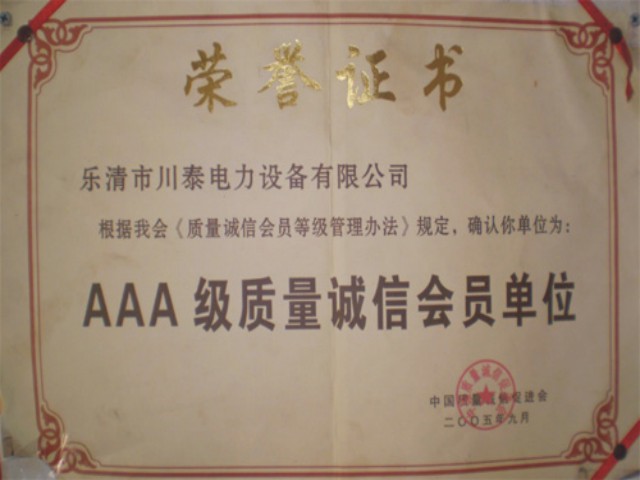 荣誉证书
乐清市川泰电力设备有限公司
根据我会《质量诚信会员等级管理办法》规定，确认你单位为：
AAA级质量诚信会员单位
中国质量诚信促进会
二〇〇五年九月